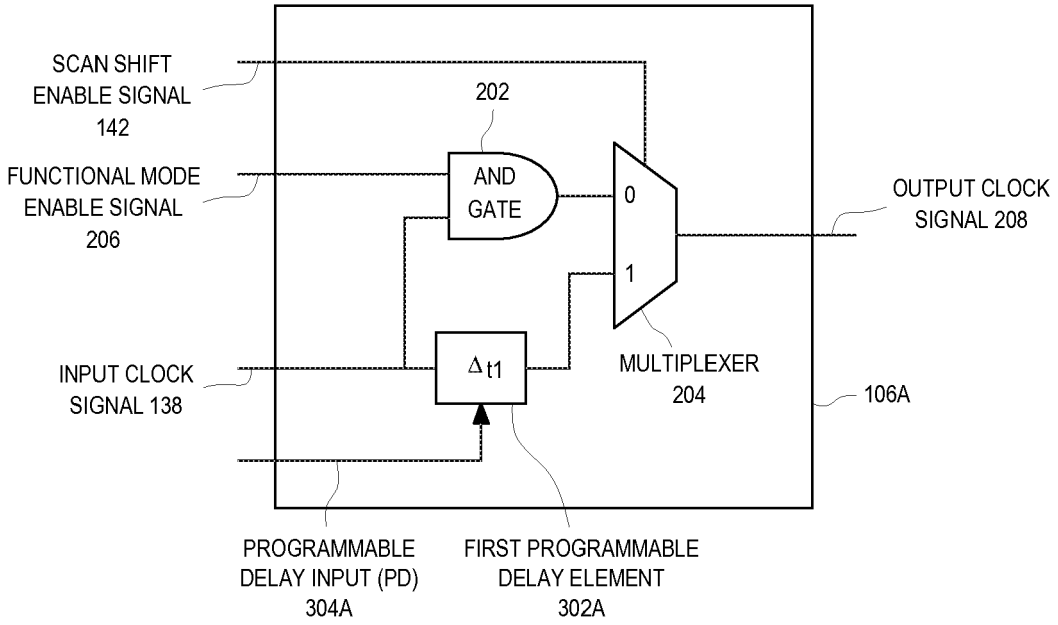 SCAN SHIFT
ENABLE SIGNAL
142
FUNCTIONAL MODE
ENABLE SIGNAL
206
INPUT CLOCK
SIGNAL 138
202
AND
GATE
0
1
Δt1
MULTIPLEXER
204
OUTPUT CLOCK
SIGNAL 208
106A
PROGRAMMABLE
DELAY INPUT (PD)
304A
FIRST PROGRAMMABLE
DELAY ELEMENT
302A